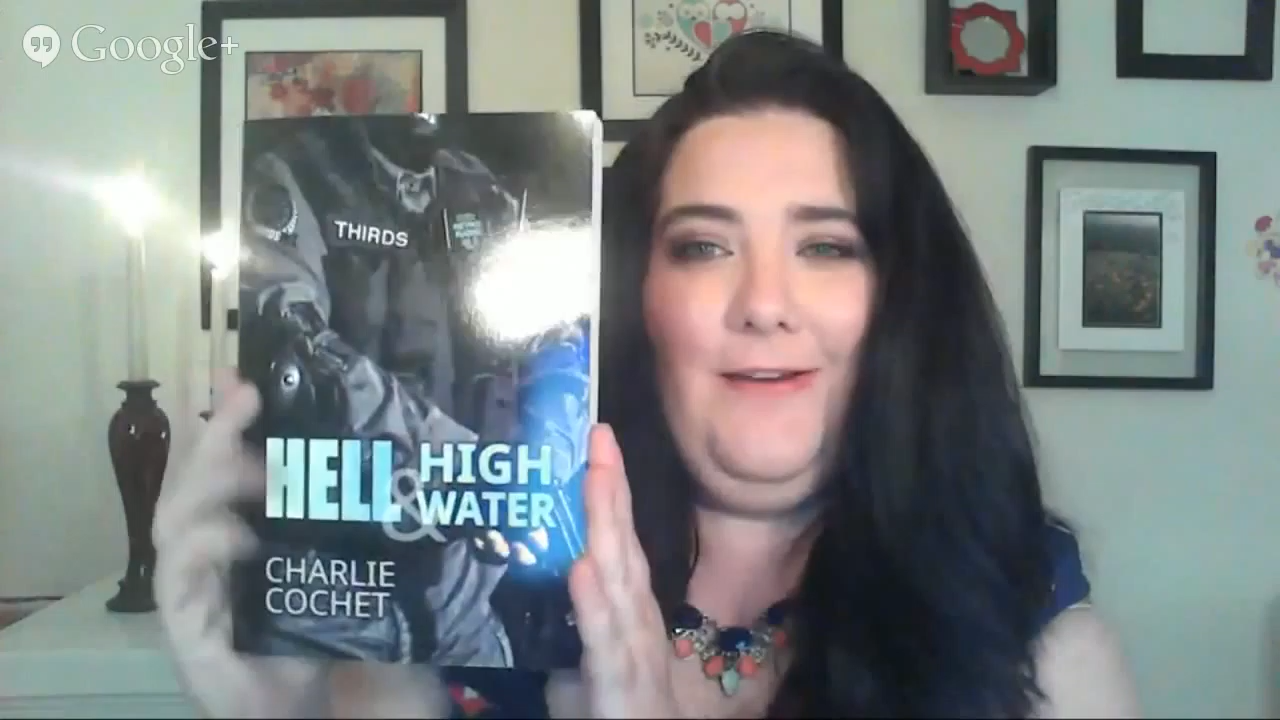 Google+
THIRDS
HELL & HIGH WATER
CHARLIE
COCHET